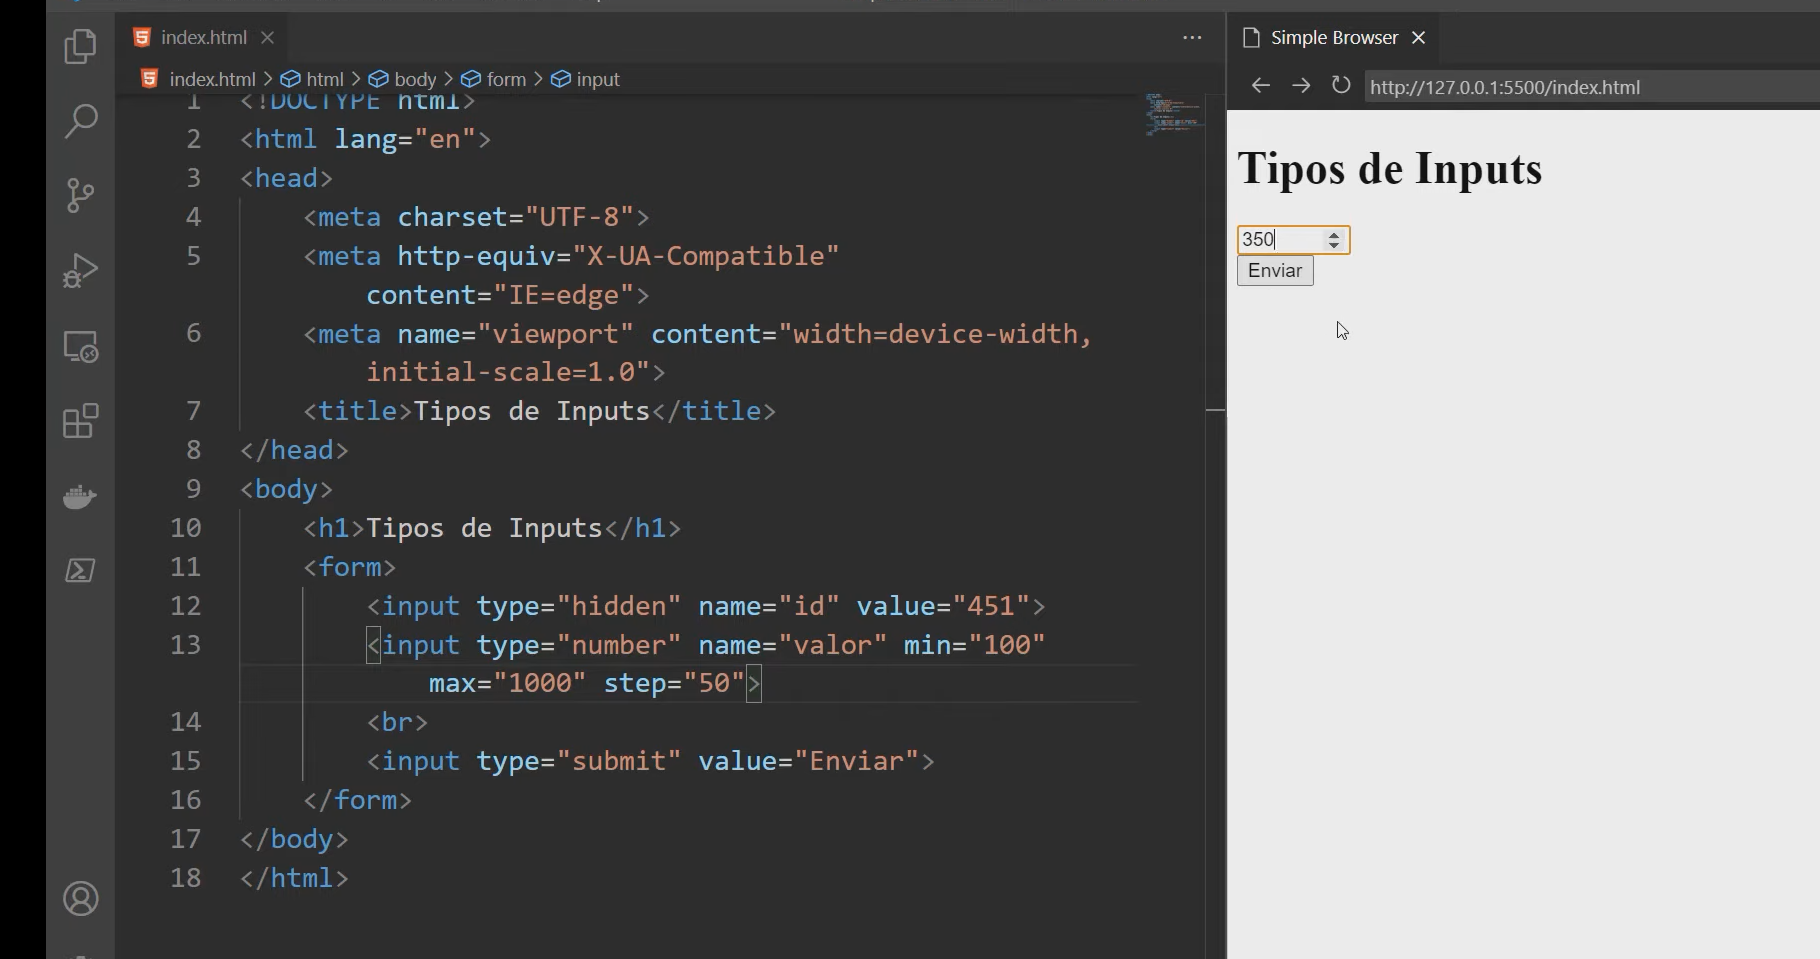 index.html
index.html > html > body > form > input
1 <!DOCTYPE html>
2 <html lang="en">
3 <head>
4 <meta charset="UTF-8">
5 <meta http-equiv="X-UA-Compatible"
content="IE=edge">
6 <meta name="viewport" content="width=device-width,
initial-scale=1.0">
7 <title>Tipos de Inputs</title>
8 </head>
9 <body>
10 <h1>Tipos de Inputs</h1>
11 <form>
12 <input type="hidden" name="id" value="451">
13 <input type="number" name="valor" min="100"
max="1000" step="50">
14 <br>
15 <input type="submit" value="Enviar">
16 </form>
17 </body>
18 </html>
Simple Browser
http://127.0.0.1:5500/index.html
Tipos de Inputs
350
Enviar